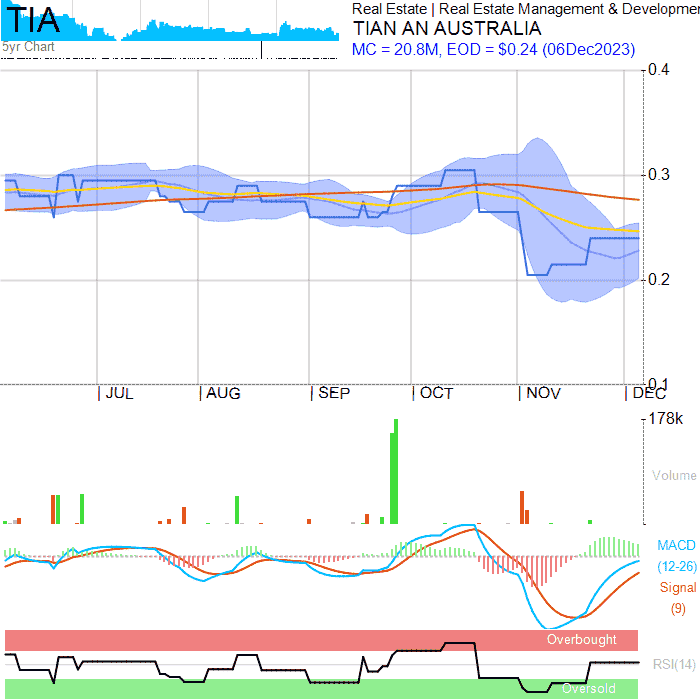 TIA
5yr Chart
Real Estate | Real Estate Management & Developmen
TIAN AN AUSTRALIA
MC = 20.8M, EOD = $0.24 (06Dec2023)
0.4
0.3
0.2
0.1
JUL
AUG
SEP
OCT
NOV
DEC
178k
Volume
MACD
(12-26)
Signal
(9)
Overbought
RSI(14)
Oversold